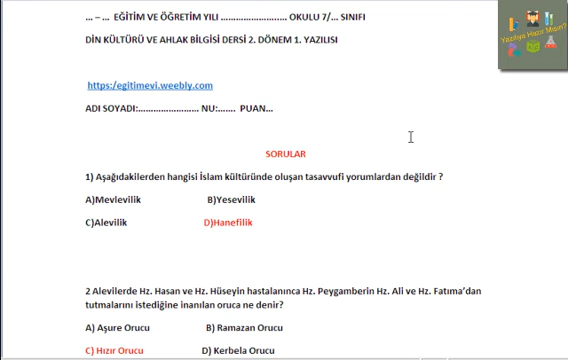 ... – ... EĞİTİM VE ÖĞRETİM YILI ........................... OKULU 7/... SINIFI
Yazılıya Hazır Mısın?
DİN KÜLTÜRÜ VE AHLAK BİLGİSİ DERSİ 2. DÖNEM 1. YAZILISI
https:/egitimevi.weebly.com
ADI SOYADI:........................ NU:....... PUAN...
SORULAR
1) Aşağıdakilerden hangisi İslam kültüründe oluşan tasavvufi yorumlardan değildir ?
A)Mevlevilik B)Yesevilik
C)Alevilik D)Hanefilik
2 Alevilerde Hz. Hasan ve Hz. Hüseyin hastalanınca Hz. Peygamberin Hz. Ali ve Hz. Fatıma'dan
tutmalarını istediğine inanılan oruca ne denir?
A) Aşure Orucu B) Ramazan Orucu
C) Hızır Orucu D) Kerbela Orucu